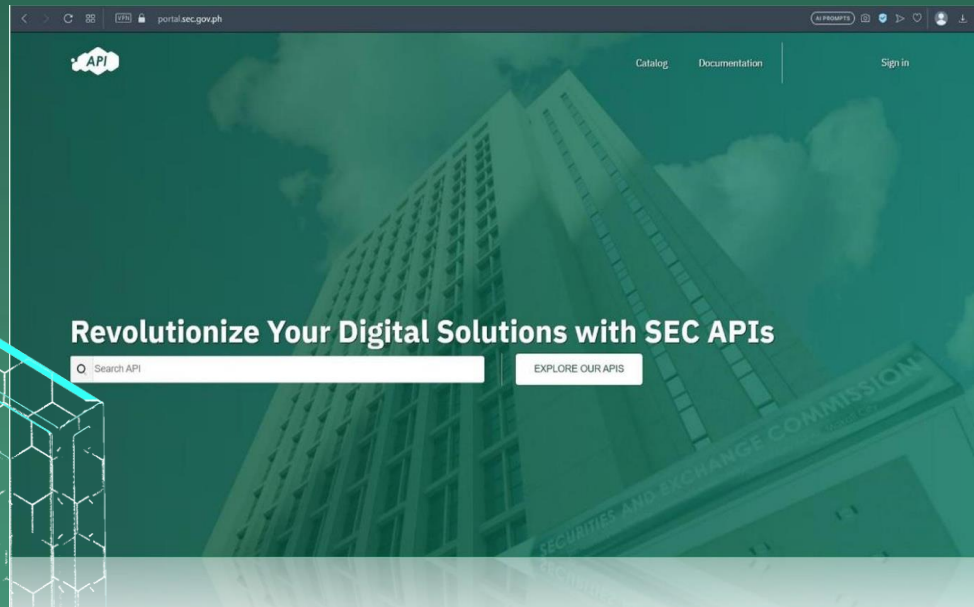 VPN
portal.sec.gov.ph
AI PROMPTS
API
Catalog
Documentation
Sign in
Revolutionize Your Digital Solutions with SEC APIs
Search API
EXPLORE OUR APIS
SECURITIES AND EXCHANGE COMMISSION